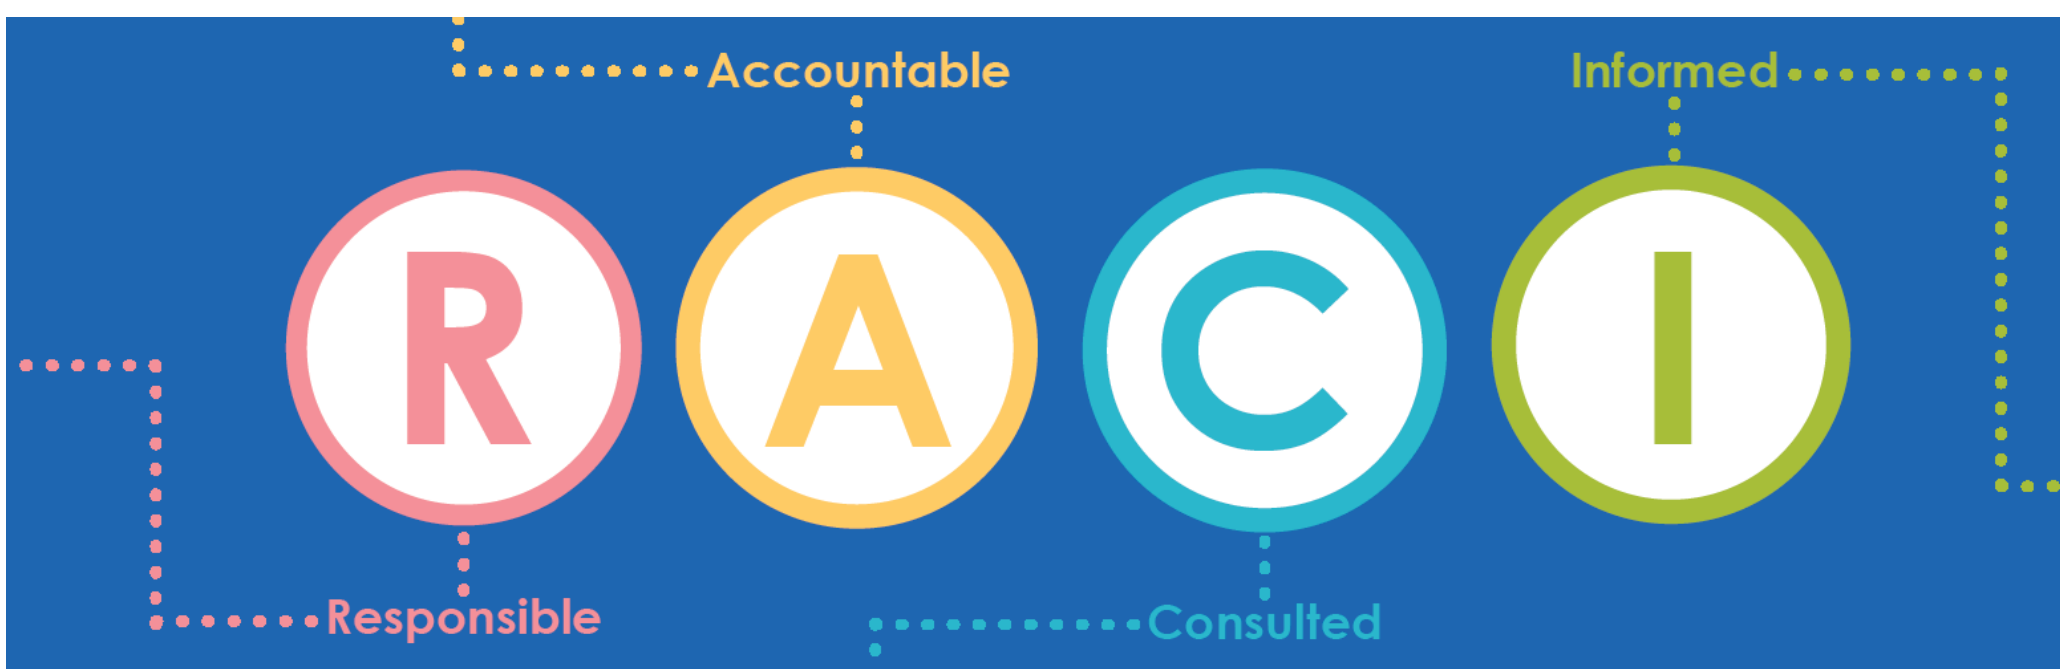 Accountable
Informed
R A C I
Responsible
Consulted